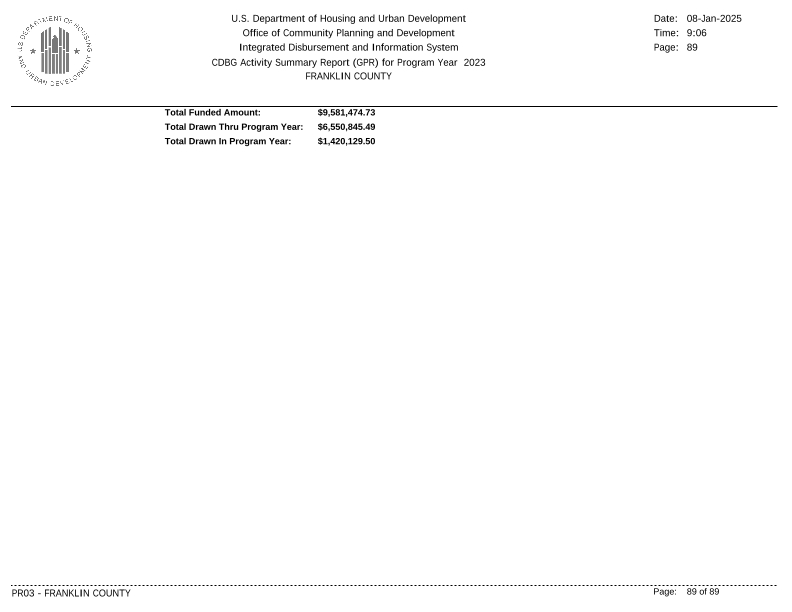 U.S. DEPARTMENT OF HOUSING
AND URBAN DEVELOPMENT
U.S. Department of Housing and Urban Development
Office of Community Planning and Development
Integrated Disbursement and Information System
CDBG Activity Summary Report (GPR) for Program Year 2023
FRANKLIN COUNTY
Date: 08-Jan-2025
Time: 9:06
Page: 89
Total Funded Amount: $9,581,474.73
Total Drawn Thru Program Year: $6,550,845.49
Total Drawn In Program Year: $1,420,129.50
PR03 - FRANKLIN COUNTY
Page: 89 of 89